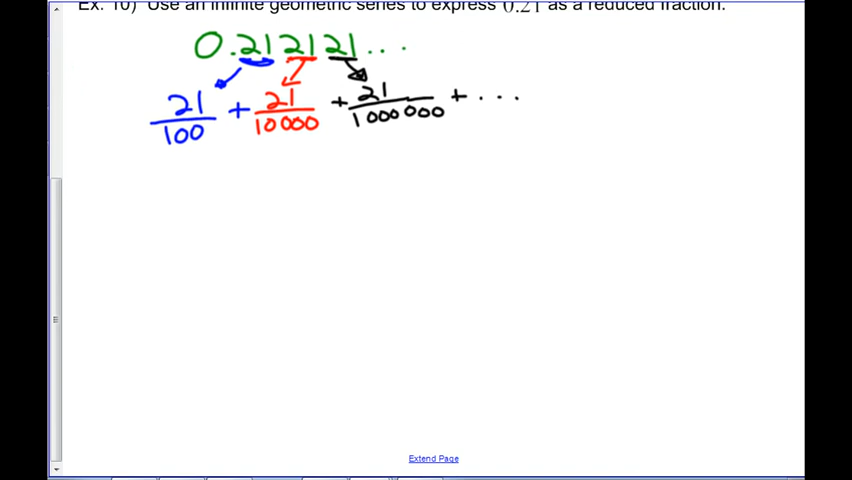 Ex. 10) Use an infinite geometric series to express 0.21 as a reduced fraction.
0.212121...
21/100 + 21/10000 + 21/1000000 + ...
Extend Page